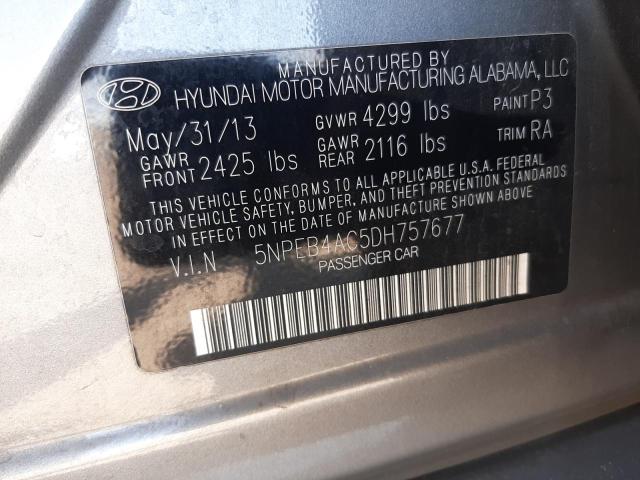 MANUFACTURED BY
HYUNDAI MOTOR MANUFACTURING ALABAMA, LLC
May/31/13 GVWR 4299 lbs PAINT P3
GAWR FRONT 2425 lbs GAWR REAR 2116 lbs TRIM RA
THIS VEHICLE CONFORMS TO ALL APPLICABLE U.S.A. FEDERAL
MOTOR VEHICLE SAFETY, BUMPER, AND THEFT PREVENTION STANDARDS
IN EFFECT ON THE DATE OF MANUFACTURE SHOWN ABOVE.
V.I.N 5NPEB4AC5DH757677
PASSENGER CAR